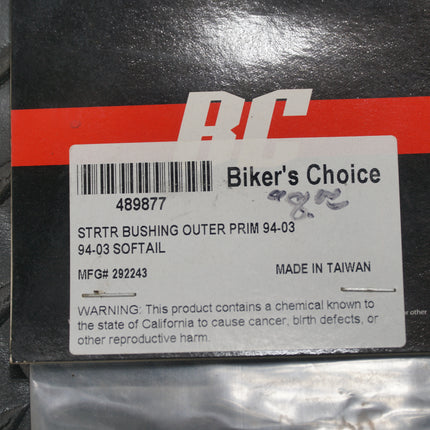 BC
Biker's Choice
489877
STRTR BUSHING OUTER PRIM 94-03
94-03 SOFTAIL
MFG# 292243 MADE IN TAIWAN
WARNING: This product contains a chemical known to
the state of California to cause cancer, birth defects, or
other reproductive harm.
other